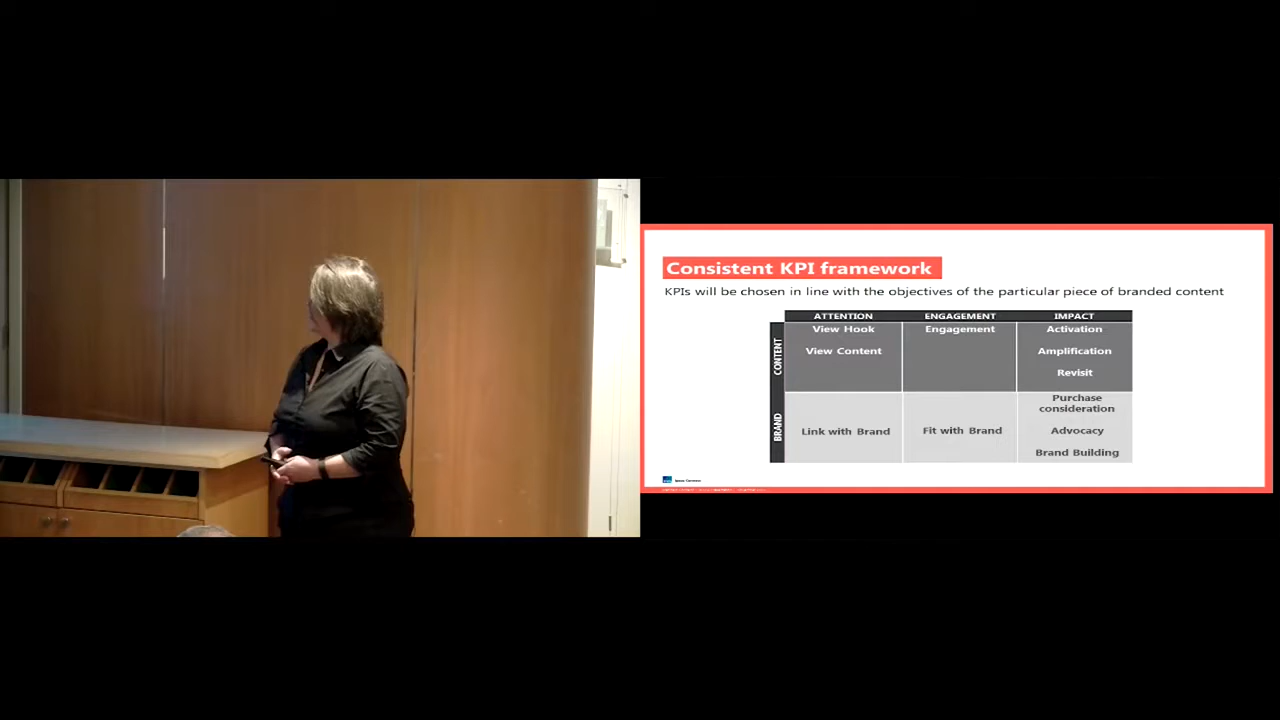 Consistent KPI framework
KPIs will be chosen in line with the objectives of the particular piece of branded content
ATTENTION ENGAGEMENT IMPACT
CONTENT
View Hook Engagement Activation
View Content Amplification
Revisit
BRAND
Purchase
consideration
Link with Brand Fit with Brand Advocacy
Brand Building